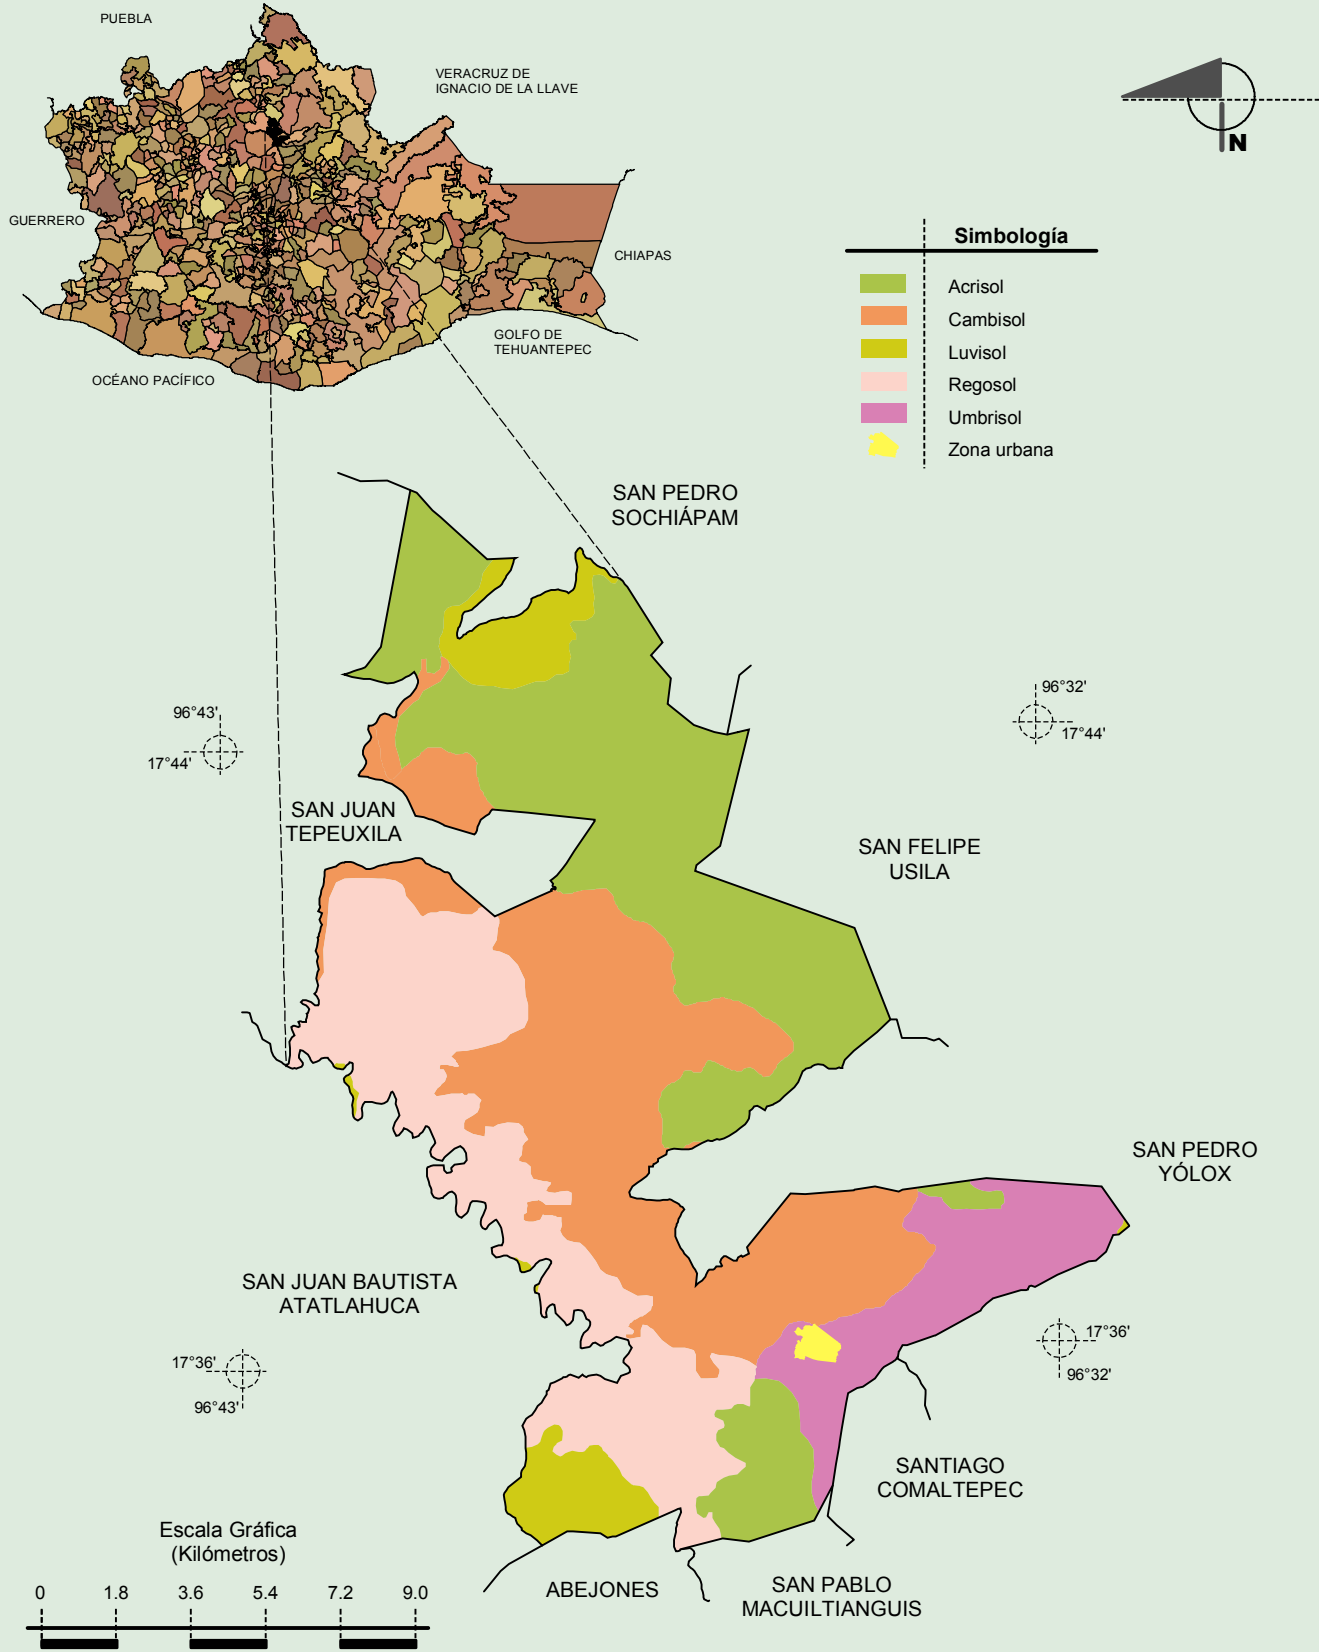 PUEBLA
VERACRUZ DE
IGNACIO DE LA LLAVE
GUERRERO
CHIAPAS
GOLFO DE
TEHUANTEPEC
OCÉANO PACÍFICO
N
Simbología
Acrisol
Cambisol
Luvisol
Regosol
Umbrisol
Zona urbana
SAN PEDRO
SOCHIÁPAM
96°43'
17°44'
96°32'
17°44'
SAN JUAN
TEPEUXILA
SAN FELIPE
USILA
SAN PEDRO
YÓLOX
SAN JUAN BAUTISTA
ATATLAHUCA
17°36'
96°43'
17°36'
96°32'
SANTIAGO
COMALTEPEC
ABEJONES
SAN PABLO
MACUILTIANGUIS
Escala Gráfica
(Kilómetros)
0 1.8 3.6 5.4 7.2 9.0